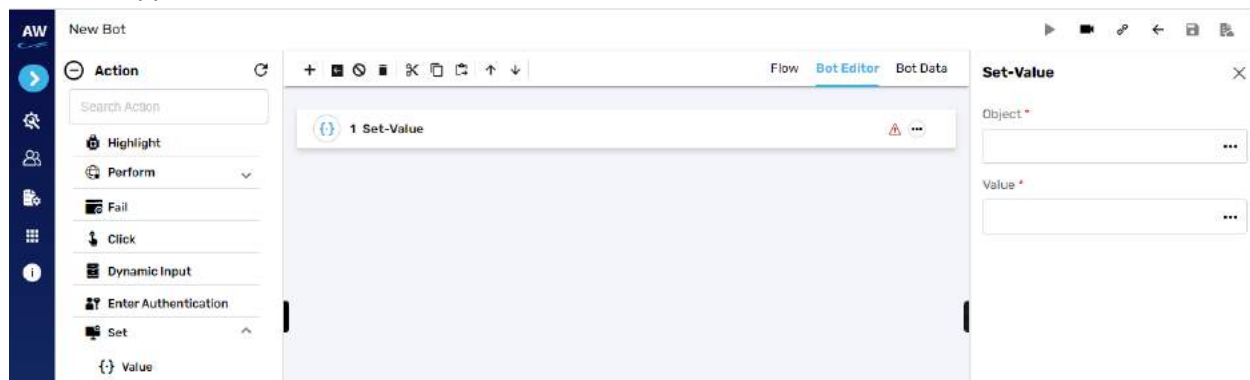 AW
New Bot
Action
Search Action
Highlight
Perform
Fail
Click
Dynamic Input
Enter Authentication
Set
{·} Value
Flow Bot Editor Bot Data
{·} 1 Set-Value
Set-Value
Object *
Value *